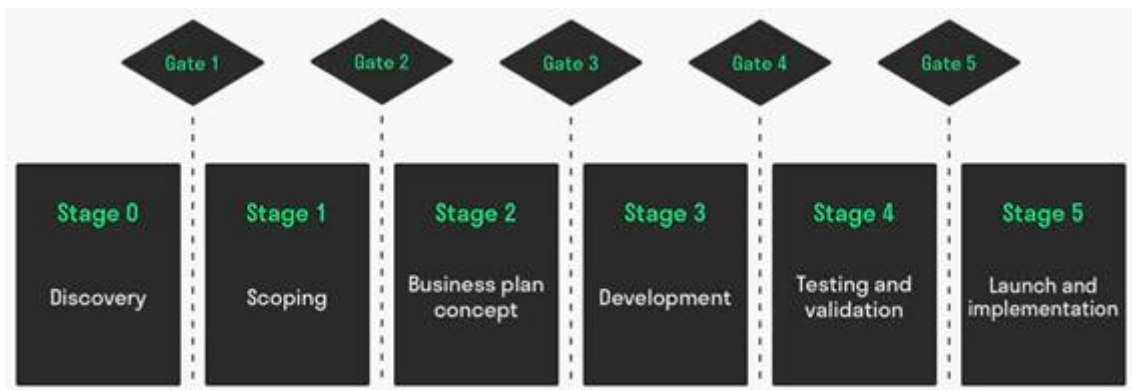 Gate 1
Gate 2
Gate 3
Gate 4
Gate 5
Stage 0
Discovery
Stage 1
Scoping
Stage 2
Business plan
concept
Stage 3
Development
Stage 4
Testing and
validation
Stage 5
Launch and
implementation